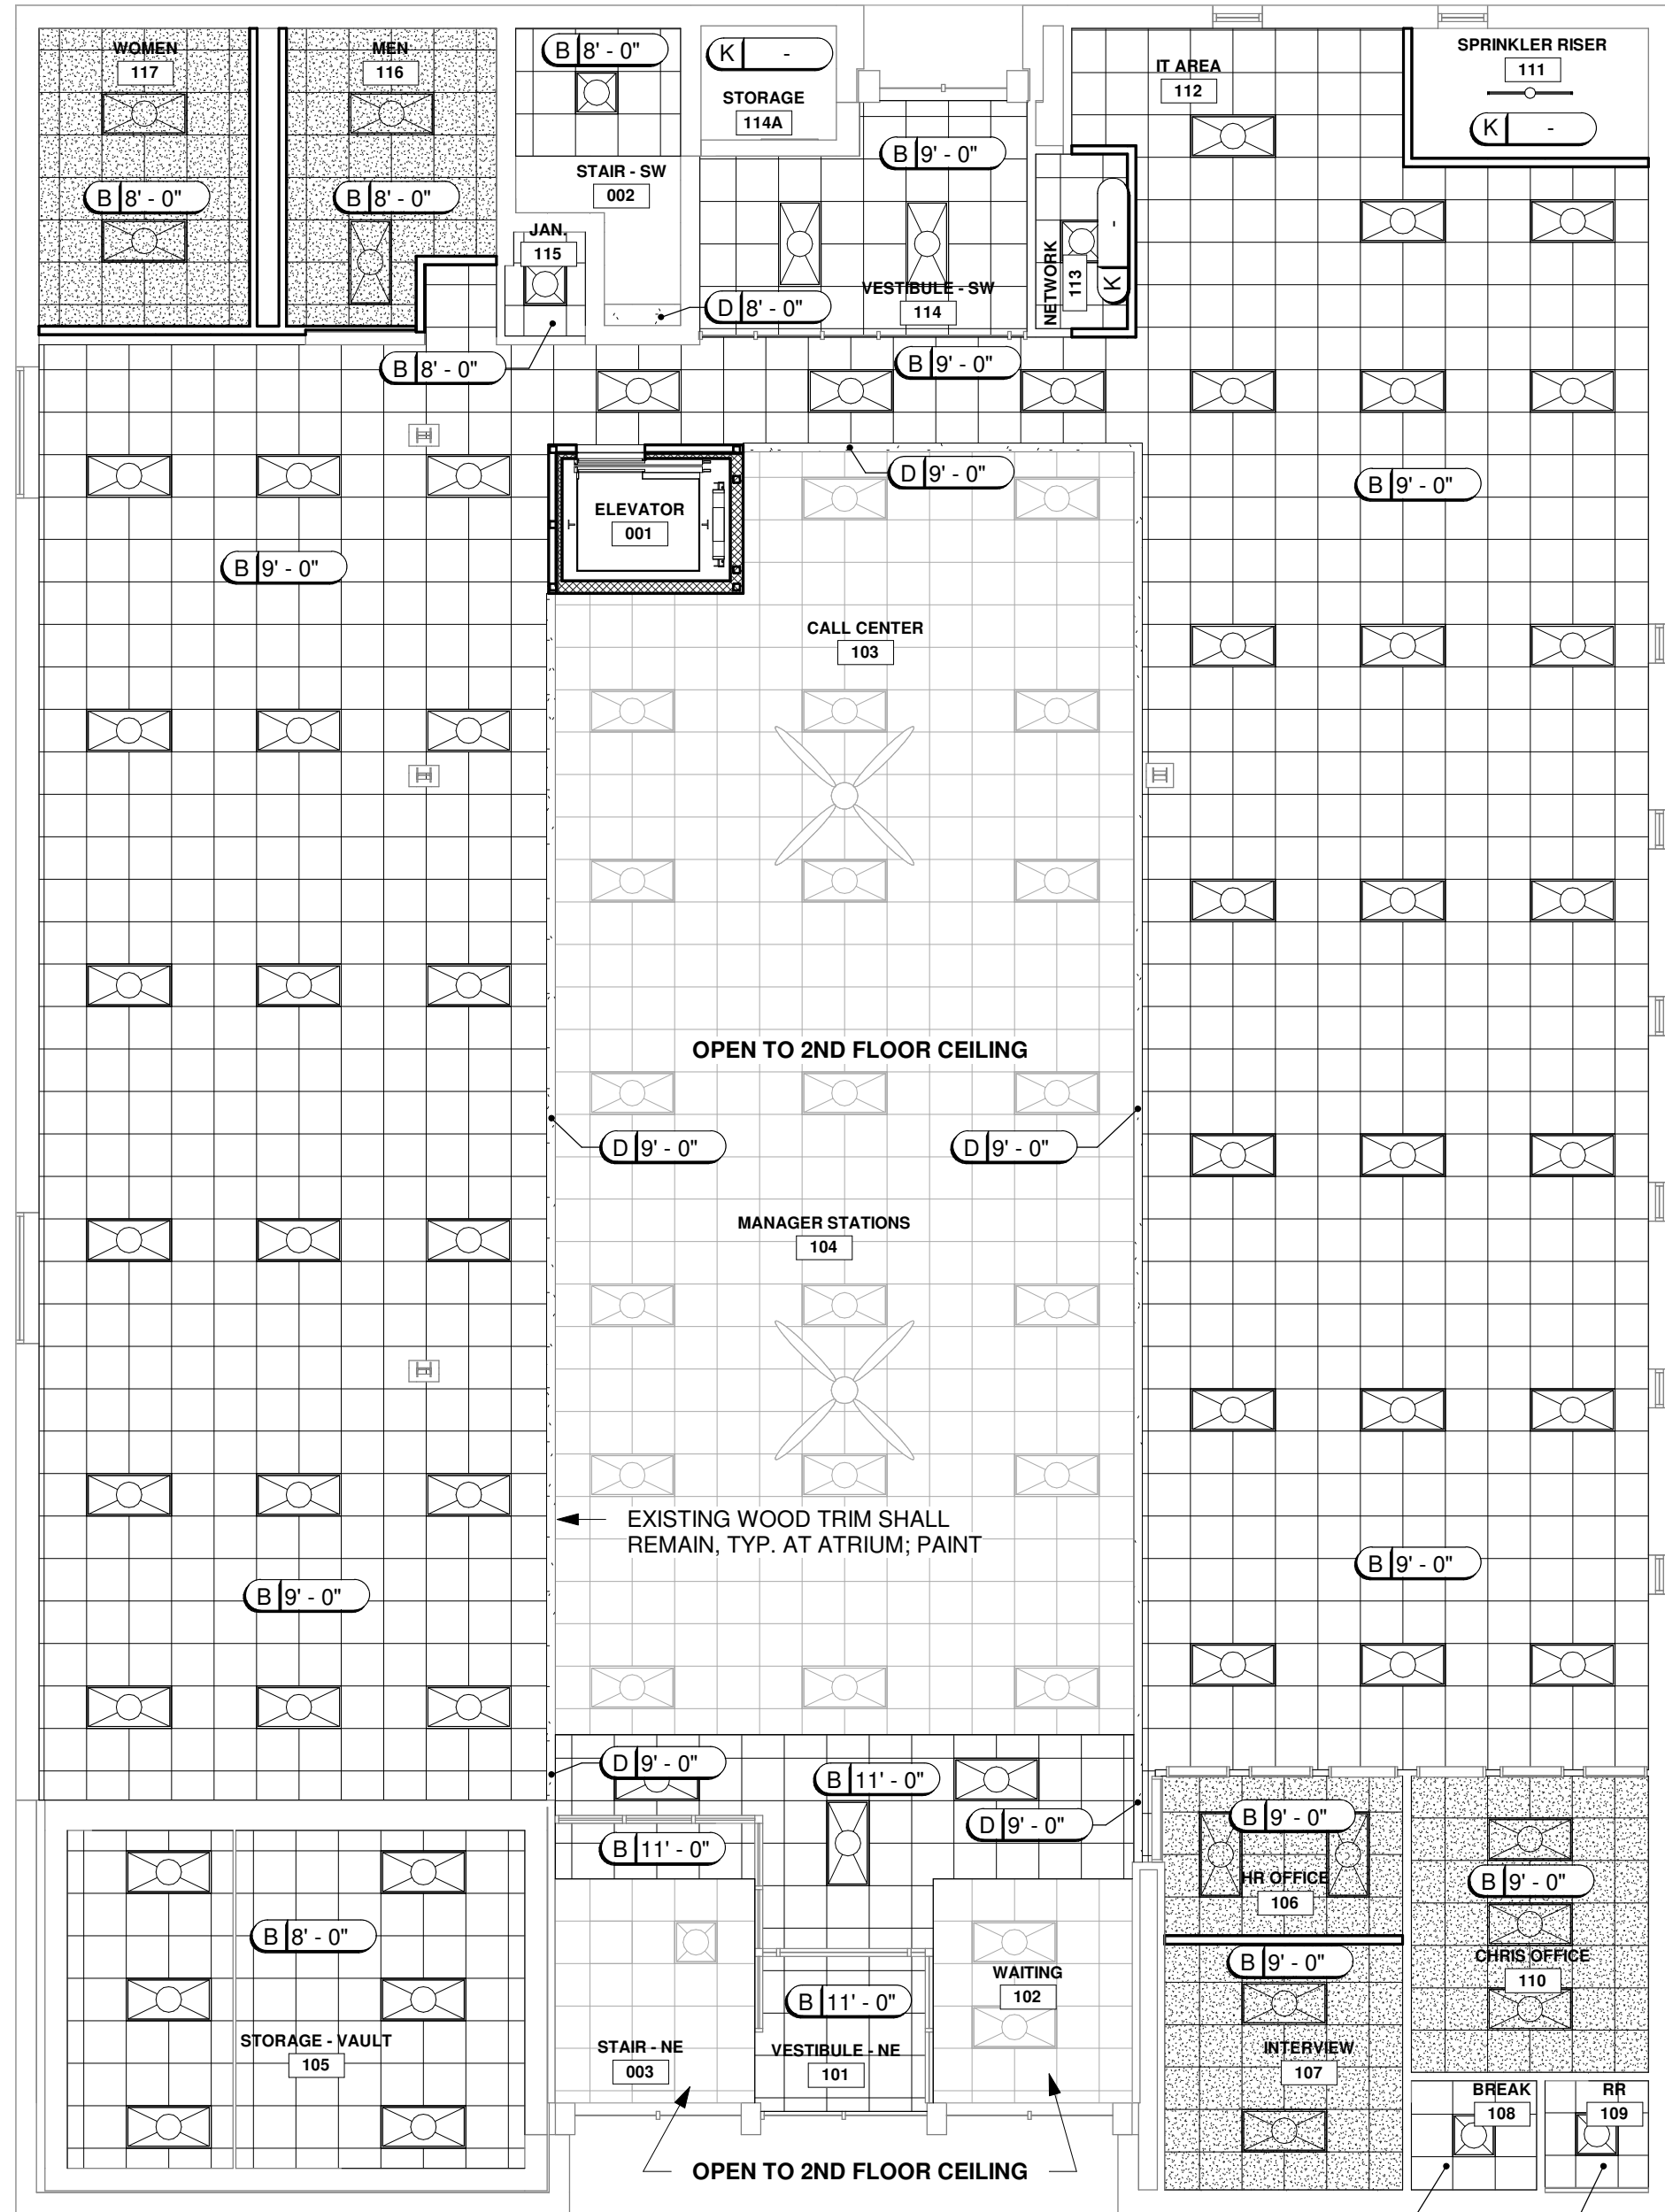 WOMEN
117
MEN
116
B 8' - 0"
K -
STORAGE
114A
IT AREA
112
SPRINKLER RISER
111
K -
B 9' - 0"
STAIR - SW
002
B 8' - 0"
B 8' - 0"
JAN.
115
D 8' - 0"
VESTIBULE - SW
114
NETWORK
113
K -
B 8' - 0"
B 9' - 0"
D 9' - 0"
B 9' - 0"
ELEVATOR
001
B 9' - 0"
CALL CENTER
103
OPEN TO 2ND FLOOR CEILING
D 9' - 0"
D 9' - 0"
MANAGER STATIONS
104
EXISTING WOOD TRIM SHALL
REMAIN, TYP. AT ATRIUM; PAINT
B 9' - 0"
B 9' - 0"
D 9' - 0"
B 11' - 0"
D 9' - 0"
B 11' - 0"
B 9' - 0"
HR OFFICE
106
B 9' - 0"
B 8' - 0"
B 9' - 0"
CHRIS OFFICE
110
WAITING
102
B 11' - 0"
STORAGE - VAULT
105
STAIR - NE
003
VESTIBULE - NE
101
INTERVIEW
107
BREAK
108
RR
109
OPEN TO 2ND FLOOR CEILING